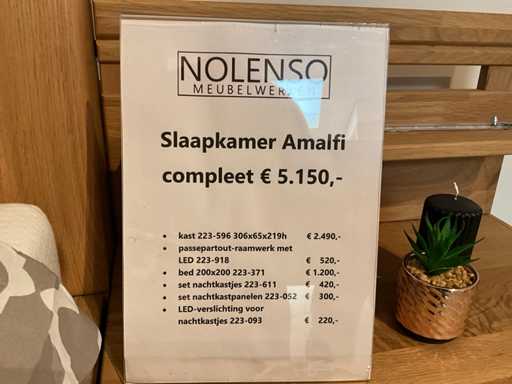 NOLENSO
MEUBELWERKEN
Slaapkamer Amalfi
compleet € 5.150,-
• kast 223-596 306x65x219h € 2.490,-
• passepartout-raamwerk met
LED 223-918 € 520,-
• bed 200x200 223-371 € 1.200,-
• set nachtkastjes 223-611 € 420,-
• set nachtkastpanelen 223-052 € 300,-
• LED-verslichting voor
nachtkastjes 223-093 € 220,-